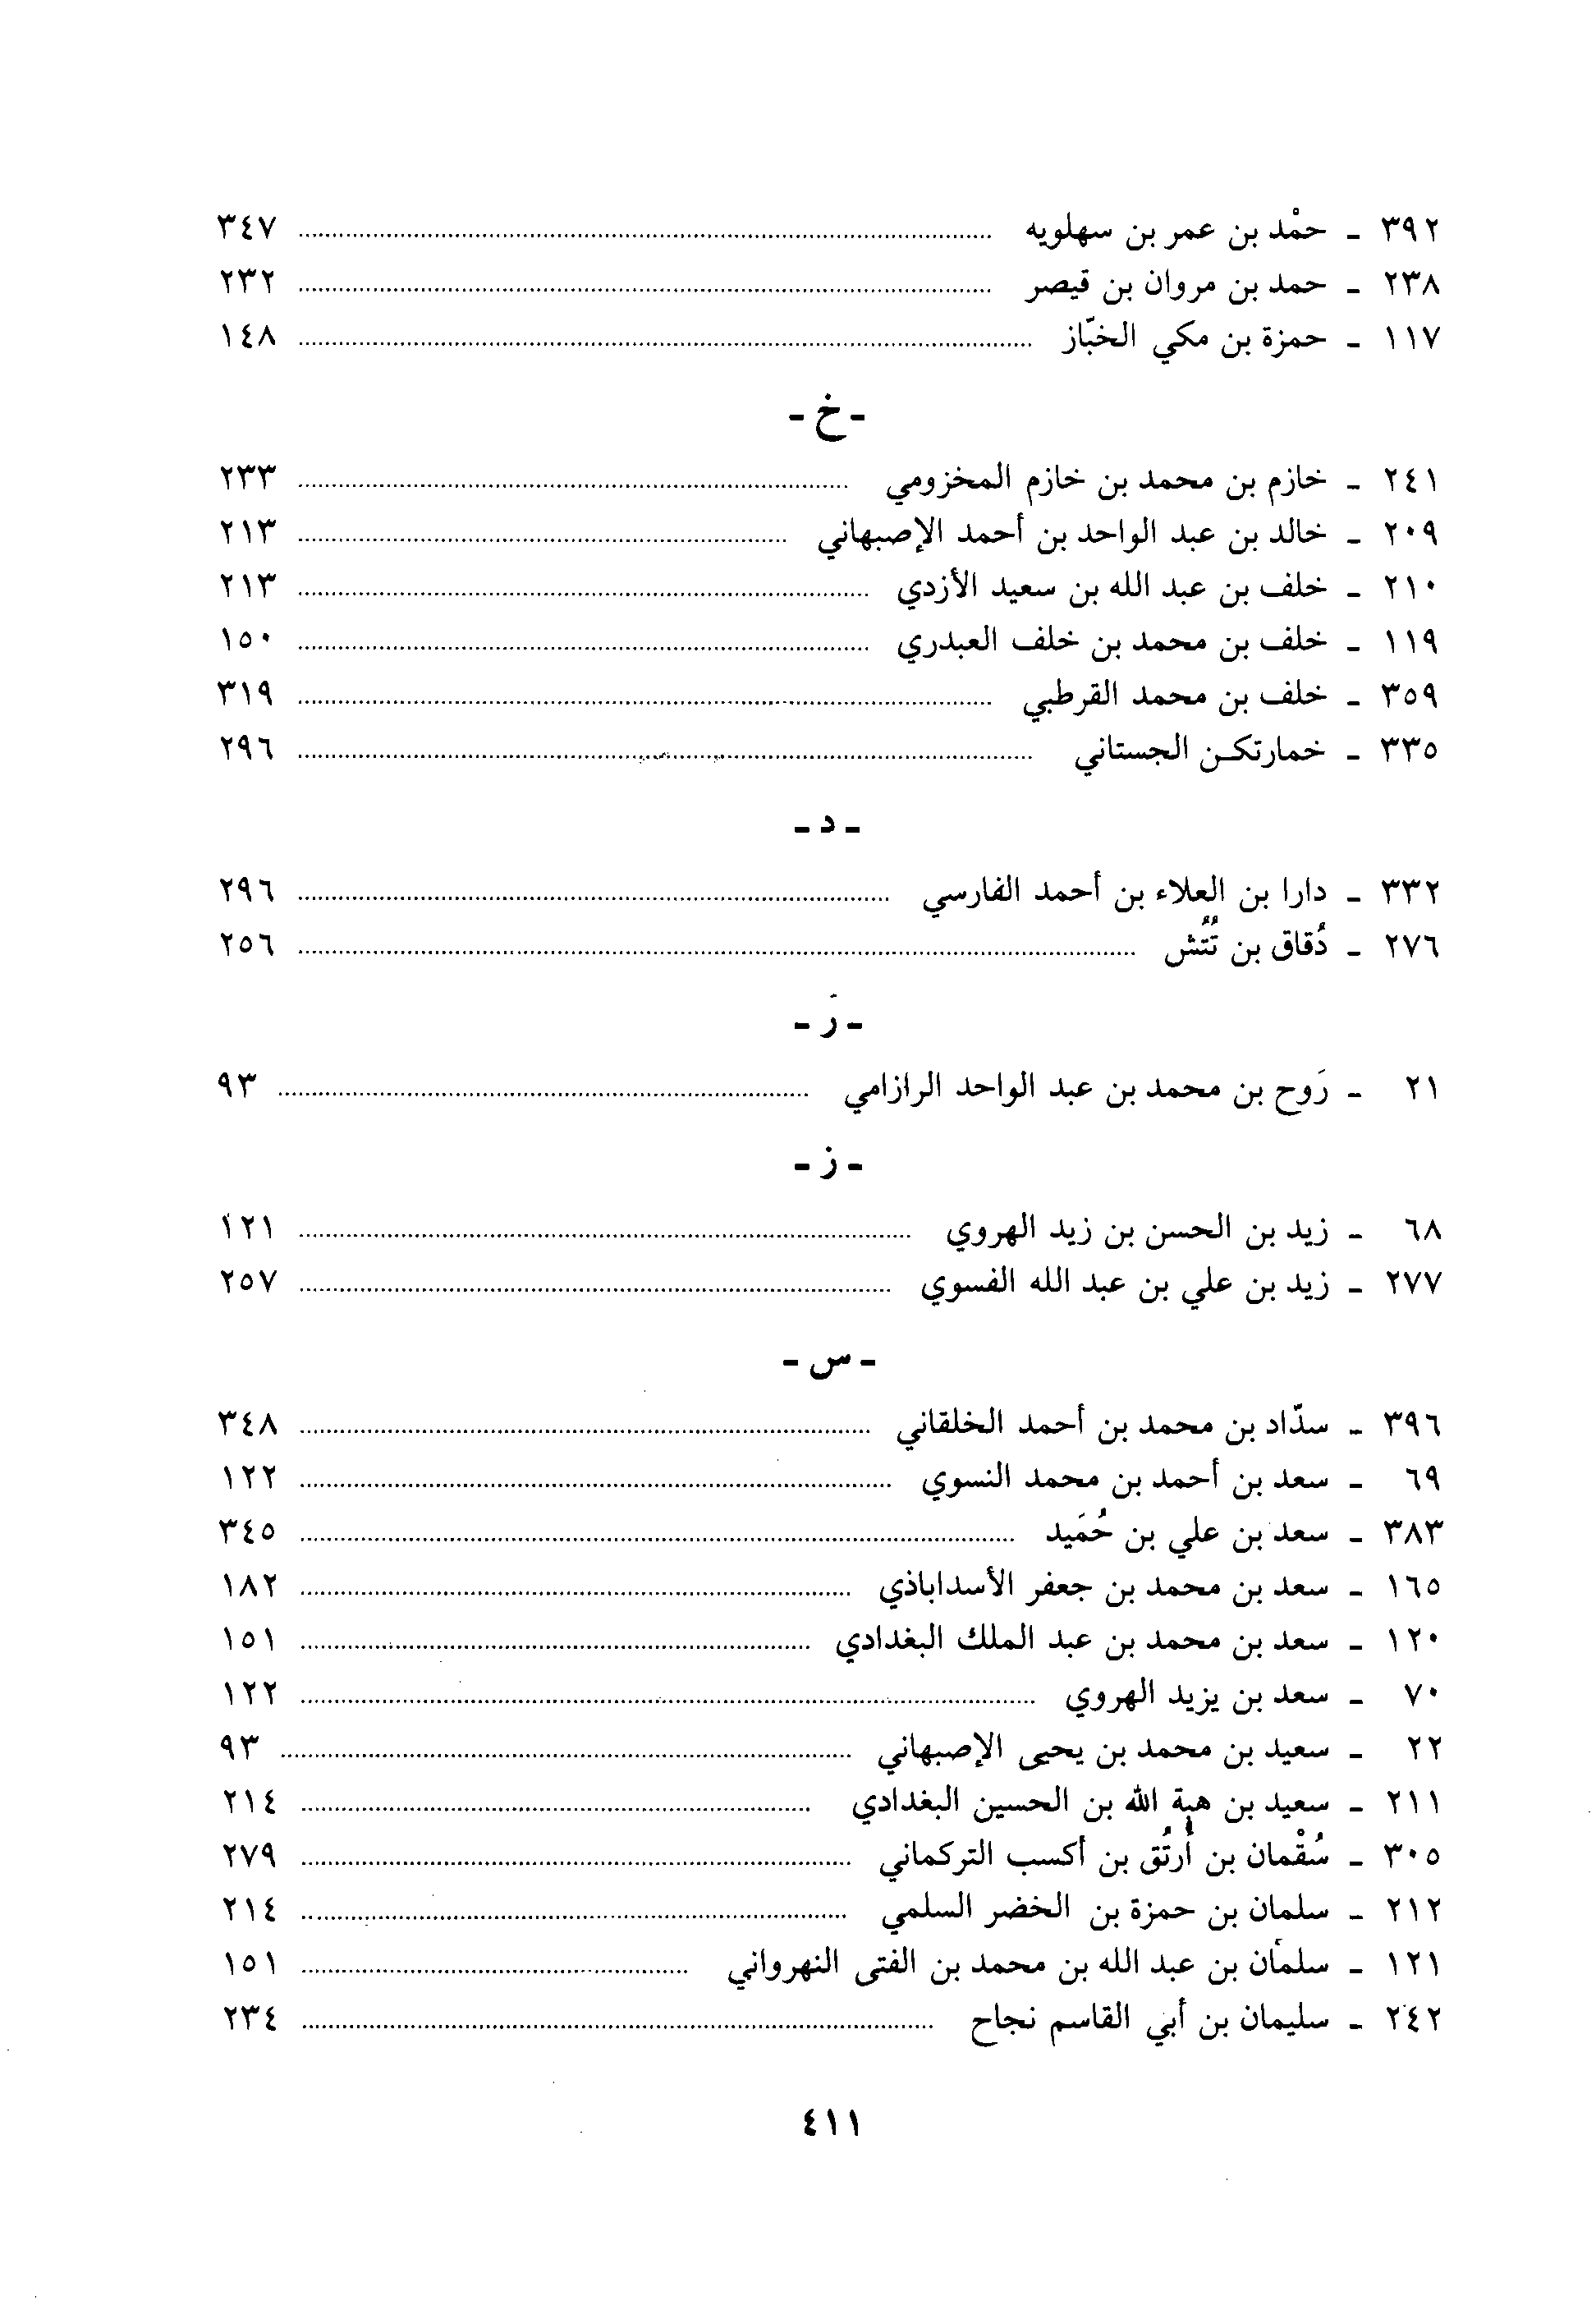 ٣٩٢ ـ حمْد بن عمر بن سهلويه ........ ٣٤٧
٢٣٨ ـ حمد بن مروان بن قيصر ........ ٢٣٢
١١٧ ـ حمزة بن مكي الخبّاز ........ ١٤٨
- خ -
٢٤١ ـ خازم بن محمد بن خازم المخزومي ........ ٢٣٣
٢٠٩ ـ خالد بن عبد الواحد بن أحمد الإصبهاني ........ ٢١٣
٢١٠ ـ خلف بن عبد الله بن سعيد الأزدي ........ ٢١٣
١١٩ ـ خلف بن محمد بن خلف العبدري ........ ١٥٠
٣٥٩ ـ خلف بن محمد القرطبي ........ ٣١٩
٣٣٥ ـ خمارتكـن الجستاني ........ ٢٩٦
- د -
٣٣٢ ـ دارا بن العلاء بن أحمد الفارسي ........ ٢٩٦
٢٧٦ ـ دُقاق بن تُتُش ........ ٢٥٦
- رَ -
٢١ ـ رَوح بن محمد بن عبد الواحد الرازامي ........ ٩٣
- ز -
٦٨ ـ زيد بن الحسن بن زيد الهروي ........ ١٢١
٢٧٧ ـ زيد بن علي بن عبد الله الفسوي ........ ٢٥٧
- س -
٣٩٦ ـ سدّاد بن محمد بن أحمد الخلقاني ........ ٣٤٨
٦٩ ـ سعد بن أحمد بن محمد النسوي ........ ١٢٢
٣٨٣ ـ سعد بن علي بن حُمَيد ........ ٣٤٥
١٦٥ ـ سعد بن محمد بن جعفر الأسداباذي ........ ١٨٢
١٢٠ ـ سعد بن محمد بن عبد الملك البغدادي ........ ١٥١
٧٠ ـ سعد بن يزيد الهروي ........ ١٢٢
٢٢ ـ سعيد بن محمد بن يحيى الإصبهاني ........ ٩٣
٢١١ ـ سعيد بن هبة الله بن الحسين البغدادي ........ ٢١٤
٣٠٥ ـ سُقْمان بن أُرتُق بن أكسب التركماني ........ ٢٧٩
٢١٢ ـ سلمان بن حمزة بن الخضر السلمي ........ ٢١٤
١٢١ ـ سلمان بن عبد الله بن محمد بن الفتى النهرواني ........ ١٥١
٢٤٢ ـ سليمان بن أبي القاسم نجاح ........ ٢٣٤
٤١١